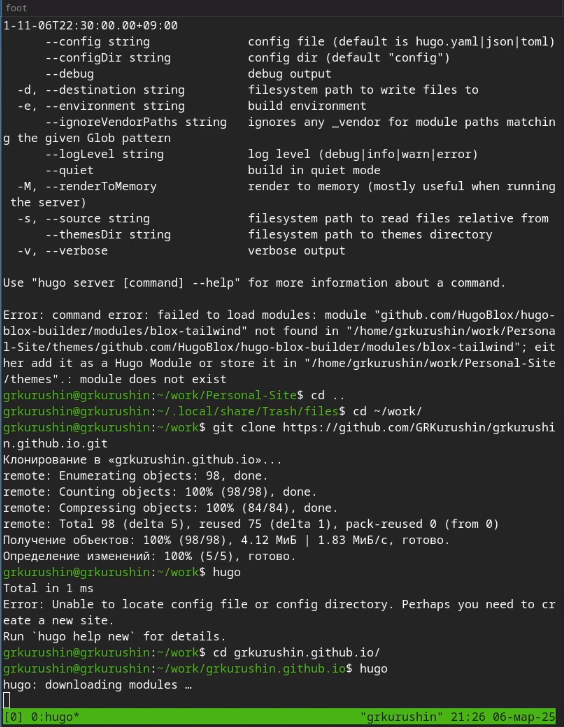 foot
1-11-06T22:30:00.00+09:00
      --config string              config file (default is hugo.yaml|json|toml)
      --configDir string           config dir (default "config")
      --debug                      debug output
  -d, --destination string         filesystem path to write files to
  -e, --environment string         build environment
      --ignoreVendorPaths string   ignores any _vendor for module paths matchin
g the given Glob pattern
      --logLevel string            log level (debug|info|warn|error)
      --quiet                      build in quiet mode
  -M, --renderToMemory             render to memory (mostly useful when running
 the server)
  -s, --source string              filesystem path to read files relative from
      --themesDir string           filesystem path to themes directory
  -v, --verbose                    verbose output
Use "hugo server [command] --help" for more information about a command.
Error: command error: failed to load modules: module "github.com/HugoBlox/hugo-
blox-builder/modules/blox-tailwind" not found in "/home/grkurushin/work/Persona
l-Site/themes/github.com/HugoBlox/hugo-blox-builder/modules/blox-tailwind"; eit
her add it as a Hugo Module or store it in "/home/grkurushin/work/Personal-Site
/themes".: module does not exist
grkurushin@grkurushin:~/work/Personal-Site$ cd ..
grkurushin@grkurushin:~/.local/share/Trash/files$ cd ~/work/
grkurushin@grkurushin:~/work$ git clone https://github.com/GRKurushin/grkurushi
n.github.io.git
Клонирование в «grkurushin.github.io»...
remote: Enumerating objects: 98, done.
remote: Counting objects: 100% (98/98), done.
remote: Compressing objects: 100% (84/84), done.
remote: Total 98 (delta 5), reused 75 (delta 1), pack-reused 0 (from 0)
Получение объектов: 100% (98/98), 4.12 МиБ | 1.83 МиБ/с, готово.
Определение изменений: 100% (5/5), готово.
grkurushin@grkurushin:~/work$ hugo
Total in 1 ms
Error: Unable to locate config file or config directory. Perhaps you need to cr
eate a new site.
Run `hugo help new` for details.
grkurushin@grkurushin:~/work$ cd grkurushin.github.io/
grkurushin@grkurushin:~/work/grkurushin.github.io$ hugo
hugo: downloading modules …
[0] 0:hugo* "grkurushin" 21:26 06-мар-25